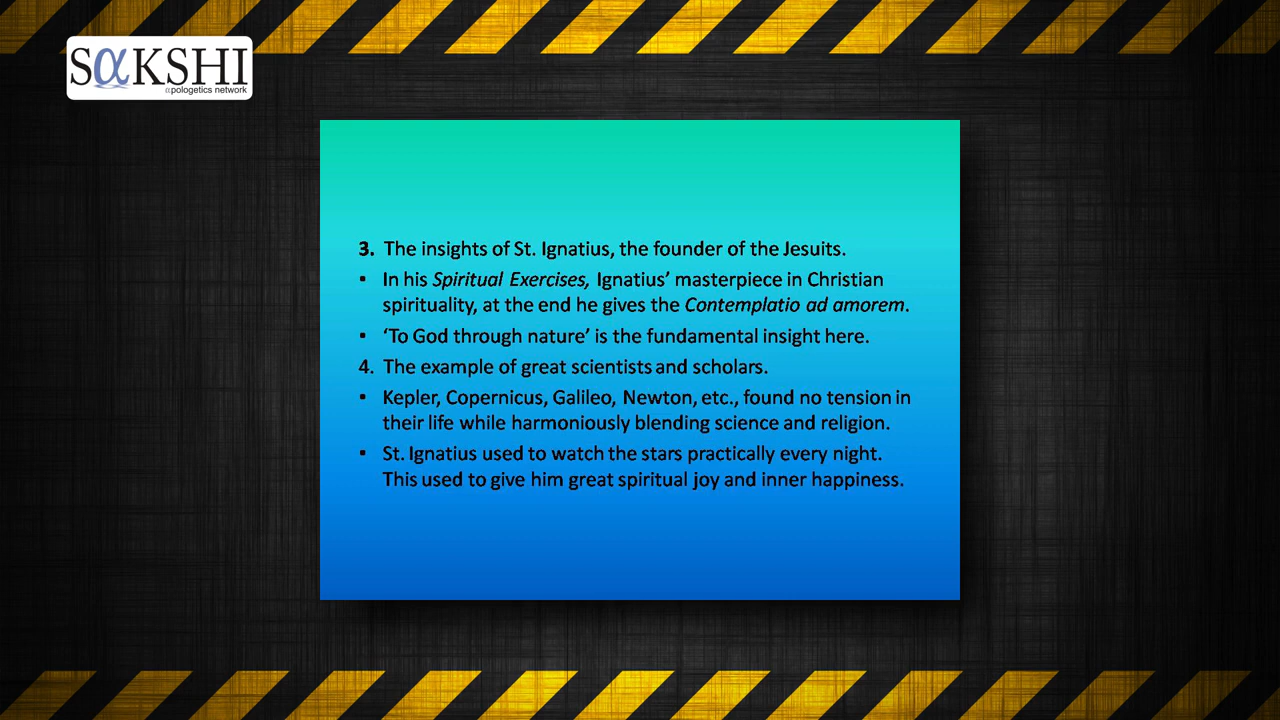 SαKSHI
αpologetics network
3. The insights of St. Ignatius, the founder of the Jesuits.
• In his Spiritual Exercises, Ignatius’ masterpiece in Christian
spirituality, at the end he gives the Contemplatio ad amorem.
• ‘To God through nature’ is the fundamental insight here.
4. The example of great scientists and scholars.
• Kepler, Copernicus, Galileo, Newton, etc., found no tension in
their life while harmoniously blending science and religion.
• St. Ignatius used to watch the stars practically every night.
This used to give him great spiritual joy and inner happiness.